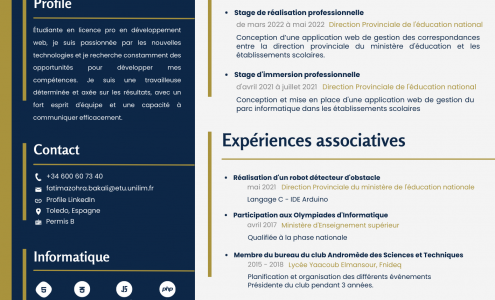 Profile
Étudiante en licence pro en développement
web, je suis passionnée par les nouvelles
technologies et je recherche constamment des
opportunités pour développer mes
compétences. Je suis une travailleuse
déterminée et axée sur les résultats, avec un
fort esprit d'équipe et une capacité à
communiquer efficacement.
Contact
+34 600 60 73 40
fatimazohra.bakali@etu.unilim.fr
Profile LinkedIn
Toledo, Espagne
Permis B
Informatique
5
3
JS
php
• Stage de réalisation professionnelle
de mars 2022 à mai 2022 Direction Provinciale de l'éducation national
Conception d'une application web de gestion des correspondances
entre la direction provinciale du ministère d'éducation et les
établissements scolaires.
• Stage d'immersion professionnelle
d'avril 2021 à juillet 2021 Direction Provinciale de l'éducation national
Conception et mise en place d'une application web de gestion du
parc informatique dans les établissements scolaires
Expériences associatives
• Réalisation d'un robot détecteur d'obstacle
mai 2021 Direction Provinciale du ministère de l'éducation nationale
Langage C - IDE Arduino
• Participation aux Olympiades d'Informatique
avril 2017 Ministère d'Enseignement supérieur
Qualifiée à la phase nationale
• Membre du bureau du club Andromède des Sciences et Techniques
2015 - 2018 Lycée Yaacoub Elmansour, Fnideq
Planification et organisation des différents événements
Présidente du club pendant 3 années.